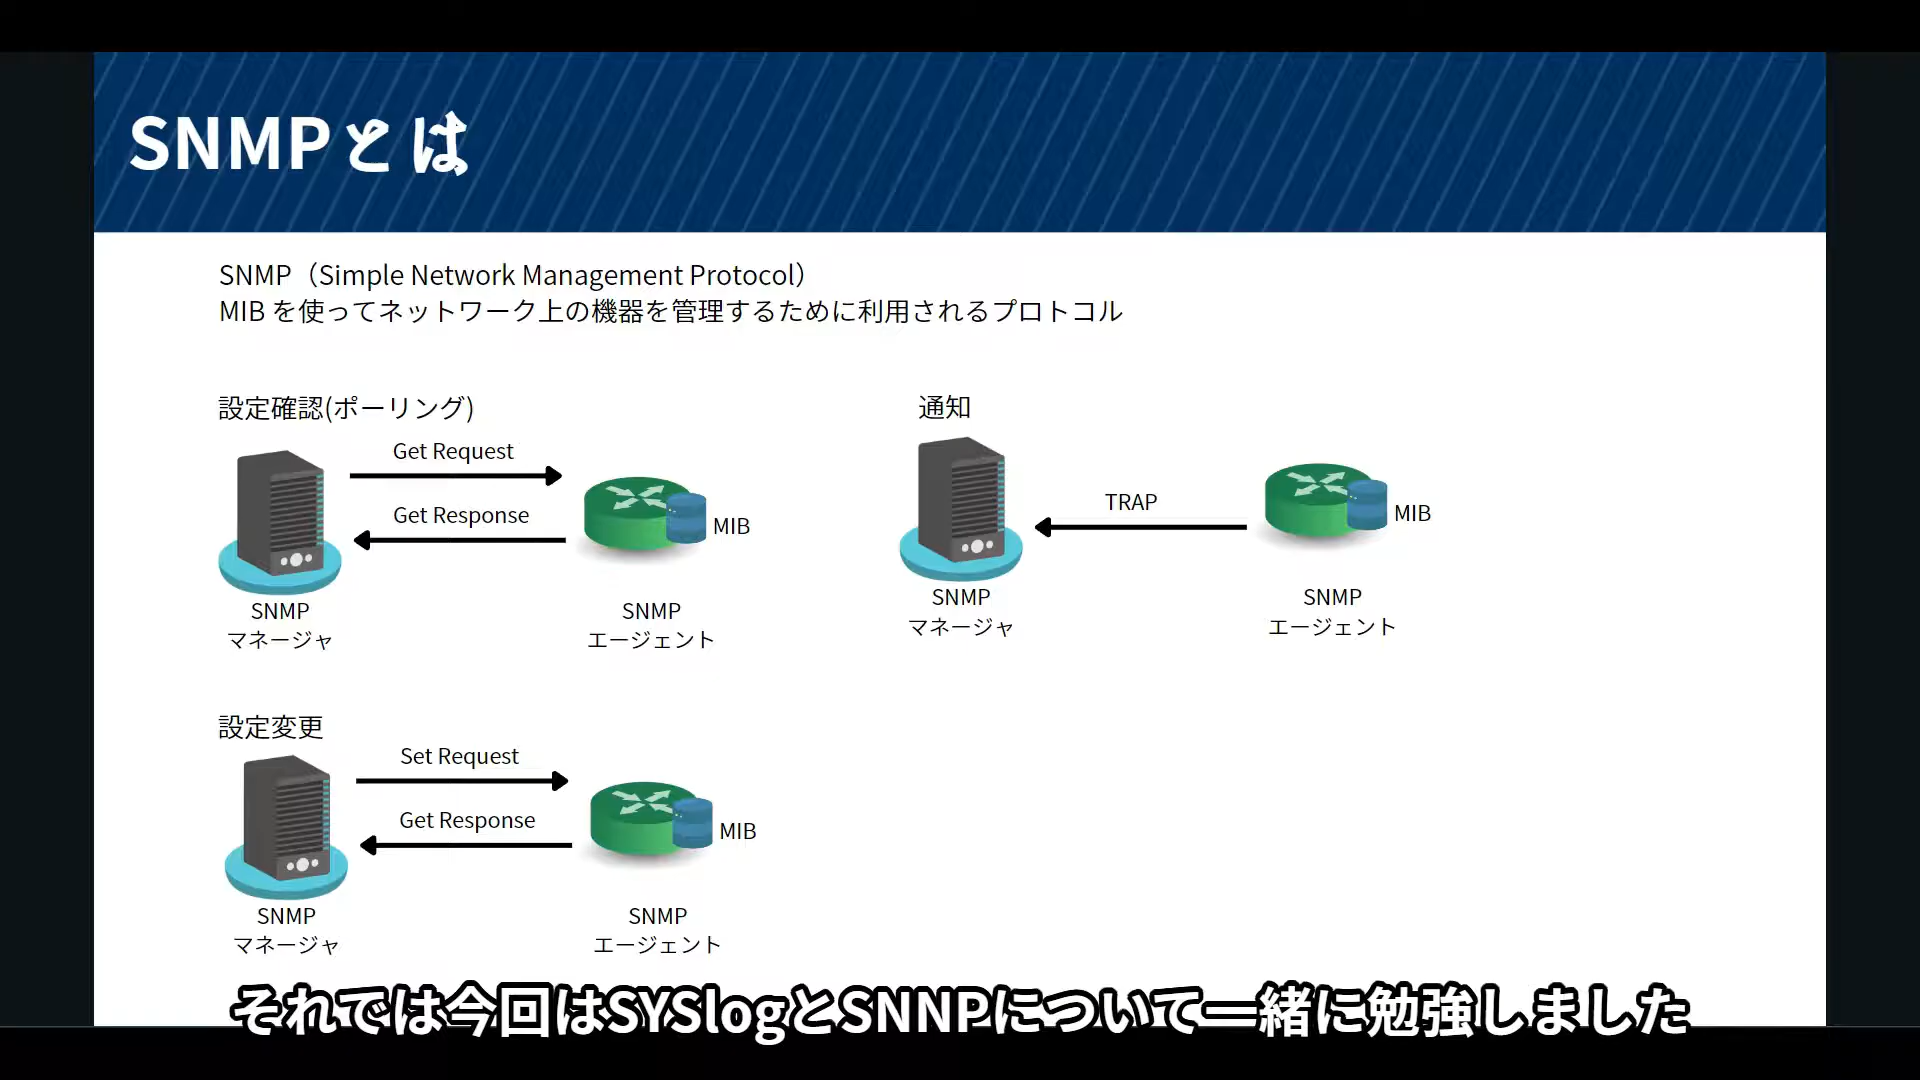 SNMPとは
SNMP（Simple Network Management Protocol）
MIB を使ってネットワーク上の機器を管理するために利用されるプロトコル
設定確認(ポーリング)
Get Request
Get Response
MIB
SNMP
マネージャ
SNMP
エージェント
通知
TRAP
MIB
SNMP
マネージャ
SNMP
エージェント
設定変更
Set Request
Get Response
MIB
SNMP
マネージャ
SNMP
エージェント
それでは今回はSYSlogとSNNPについて一緒に勉強しました